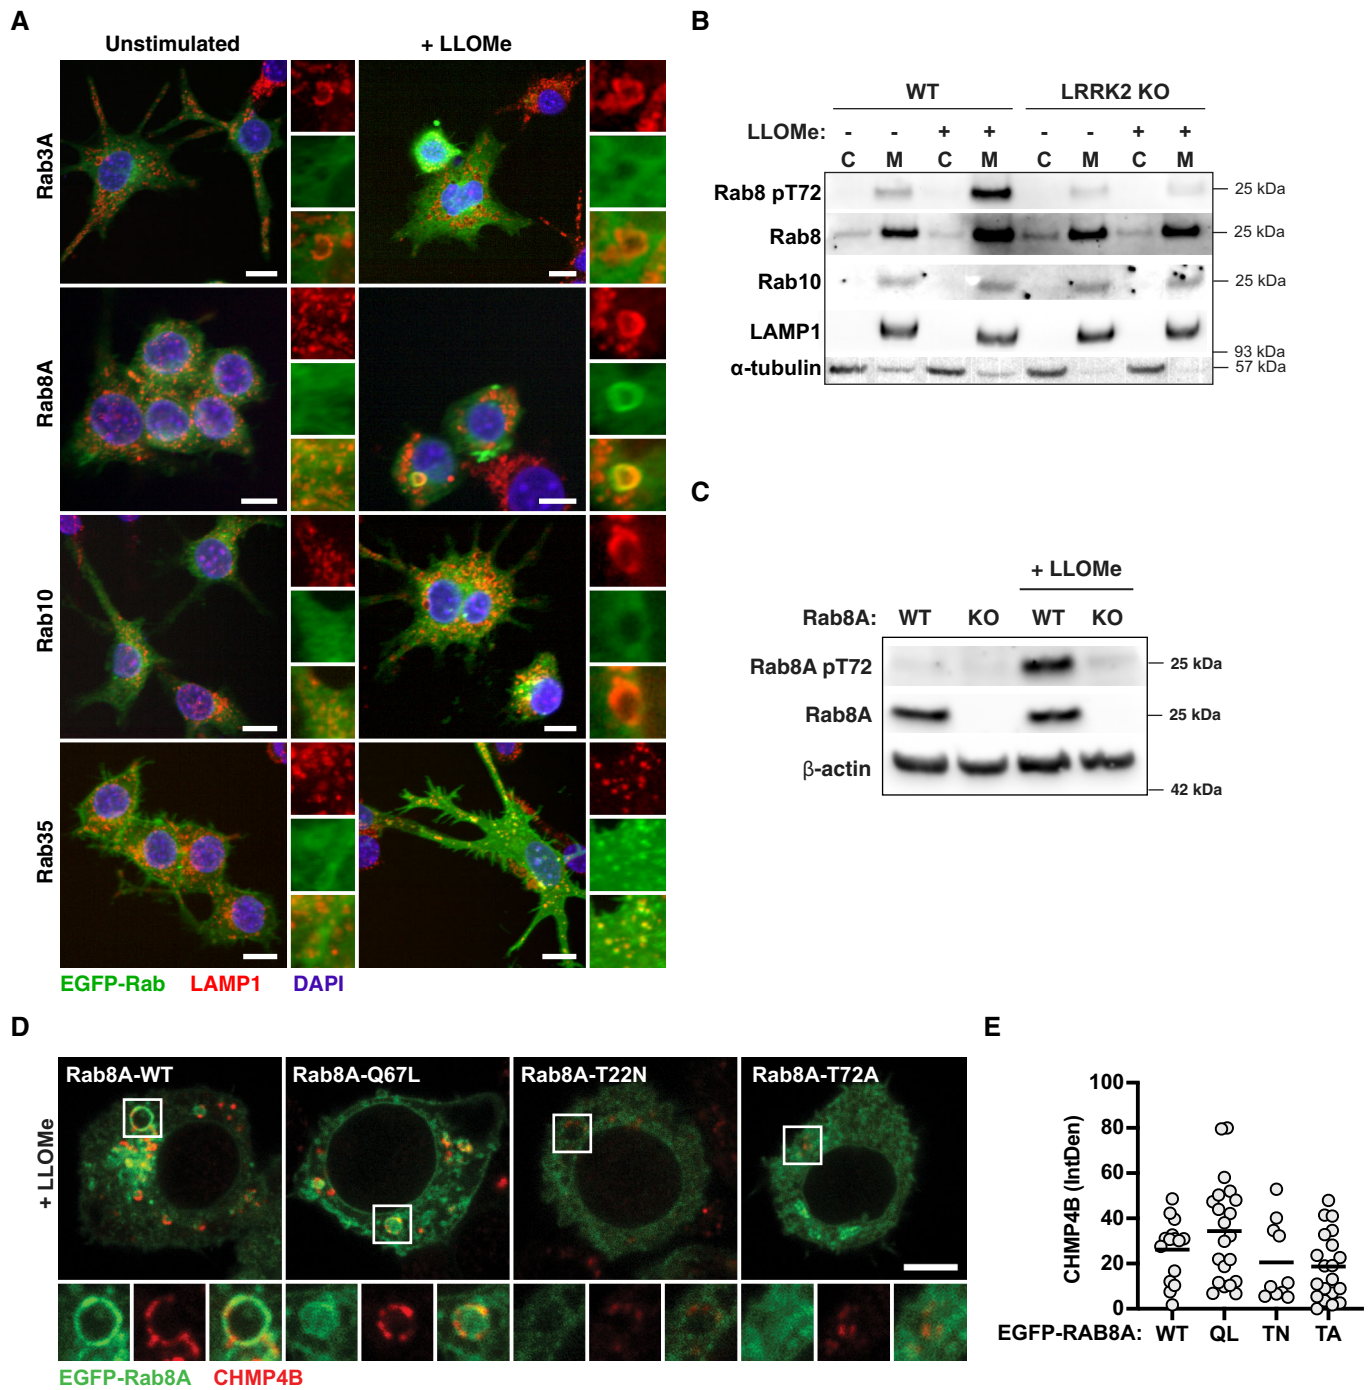 A
Unstimulated
+ LLOMe
Rab3A
Rab8A
Rab10
Rab35
EGFP-Rab LAMP1 DAPI
B
WT LRRK2 KO
LLOMe: - - + + - - + +
C M C M C M C M
Rab8 pT72 25 kDa
Rab8 25 kDa
Rab10 25 kDa
LAMP1
93 kDa
α-tubulin 57 kDa
C
+ LLOMe
Rab8A: WT KO WT KO
Rab8A pT72 25 kDa
Rab8A 25 kDa
β-actin
42 kDa
D
+ LLOMe
Rab8A-WT
Rab8A-Q67L
Rab8A-T22N
Rab8A-T72A
EGFP-Rab8A CHMP4B
E
CHMP4B (IntDen)
100
80
60
40
20
0
EGFP-RAB8A: WT QL TN TA